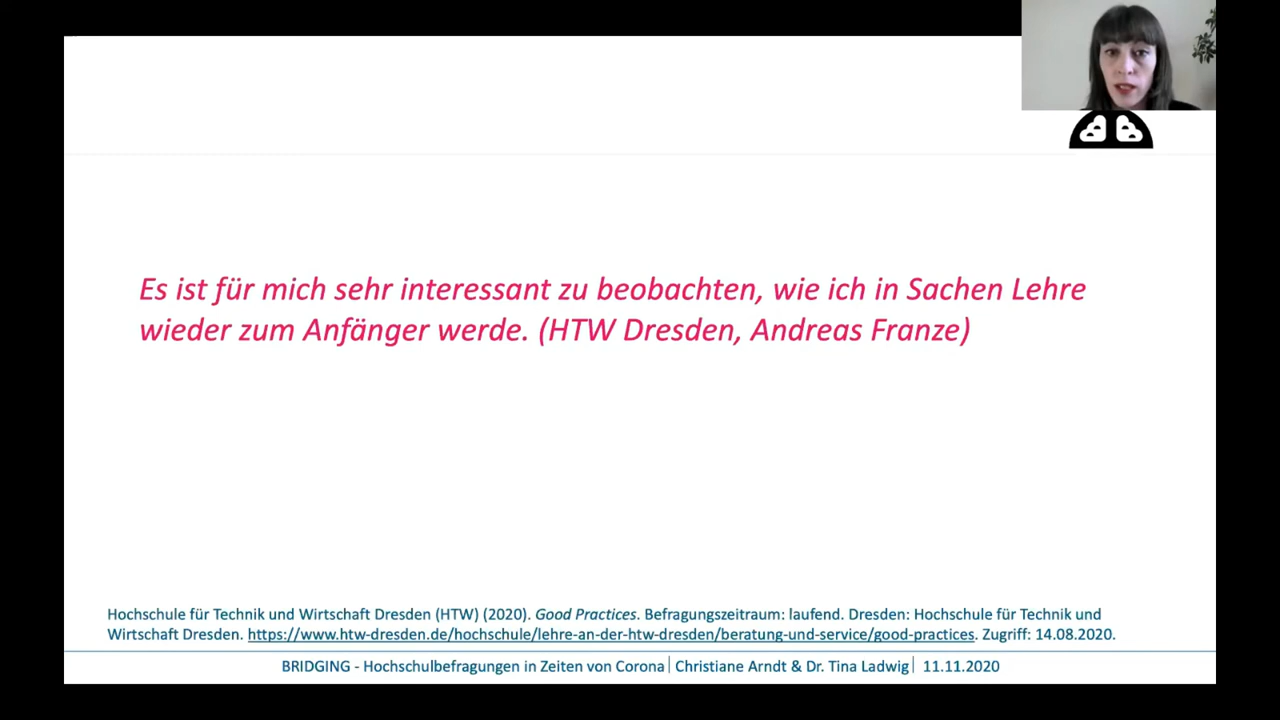 Es ist für mich sehr interessant zu beobachten, wie ich in Sachen Lehre
wieder zum Anfänger werde. (HTW Dresden, Andreas Franze)
Hochschule für Technik und Wirtschaft Dresden (HTW) (2020). Good Practices. Befragungszeitraum: laufend. Dresden: Hochschule für Technik und
Wirtschaft Dresden. https://www.htw-dresden.de/hochschule/lehre-an-der-htw-dresden/beratung-und-service/good-practices. Zugriff: 14.08.2020.
BRIDGING - Hochschulbefragungen in Zeiten von Corona| Christiane Arndt & Dr. Tina Ladwig| 11.11.2020